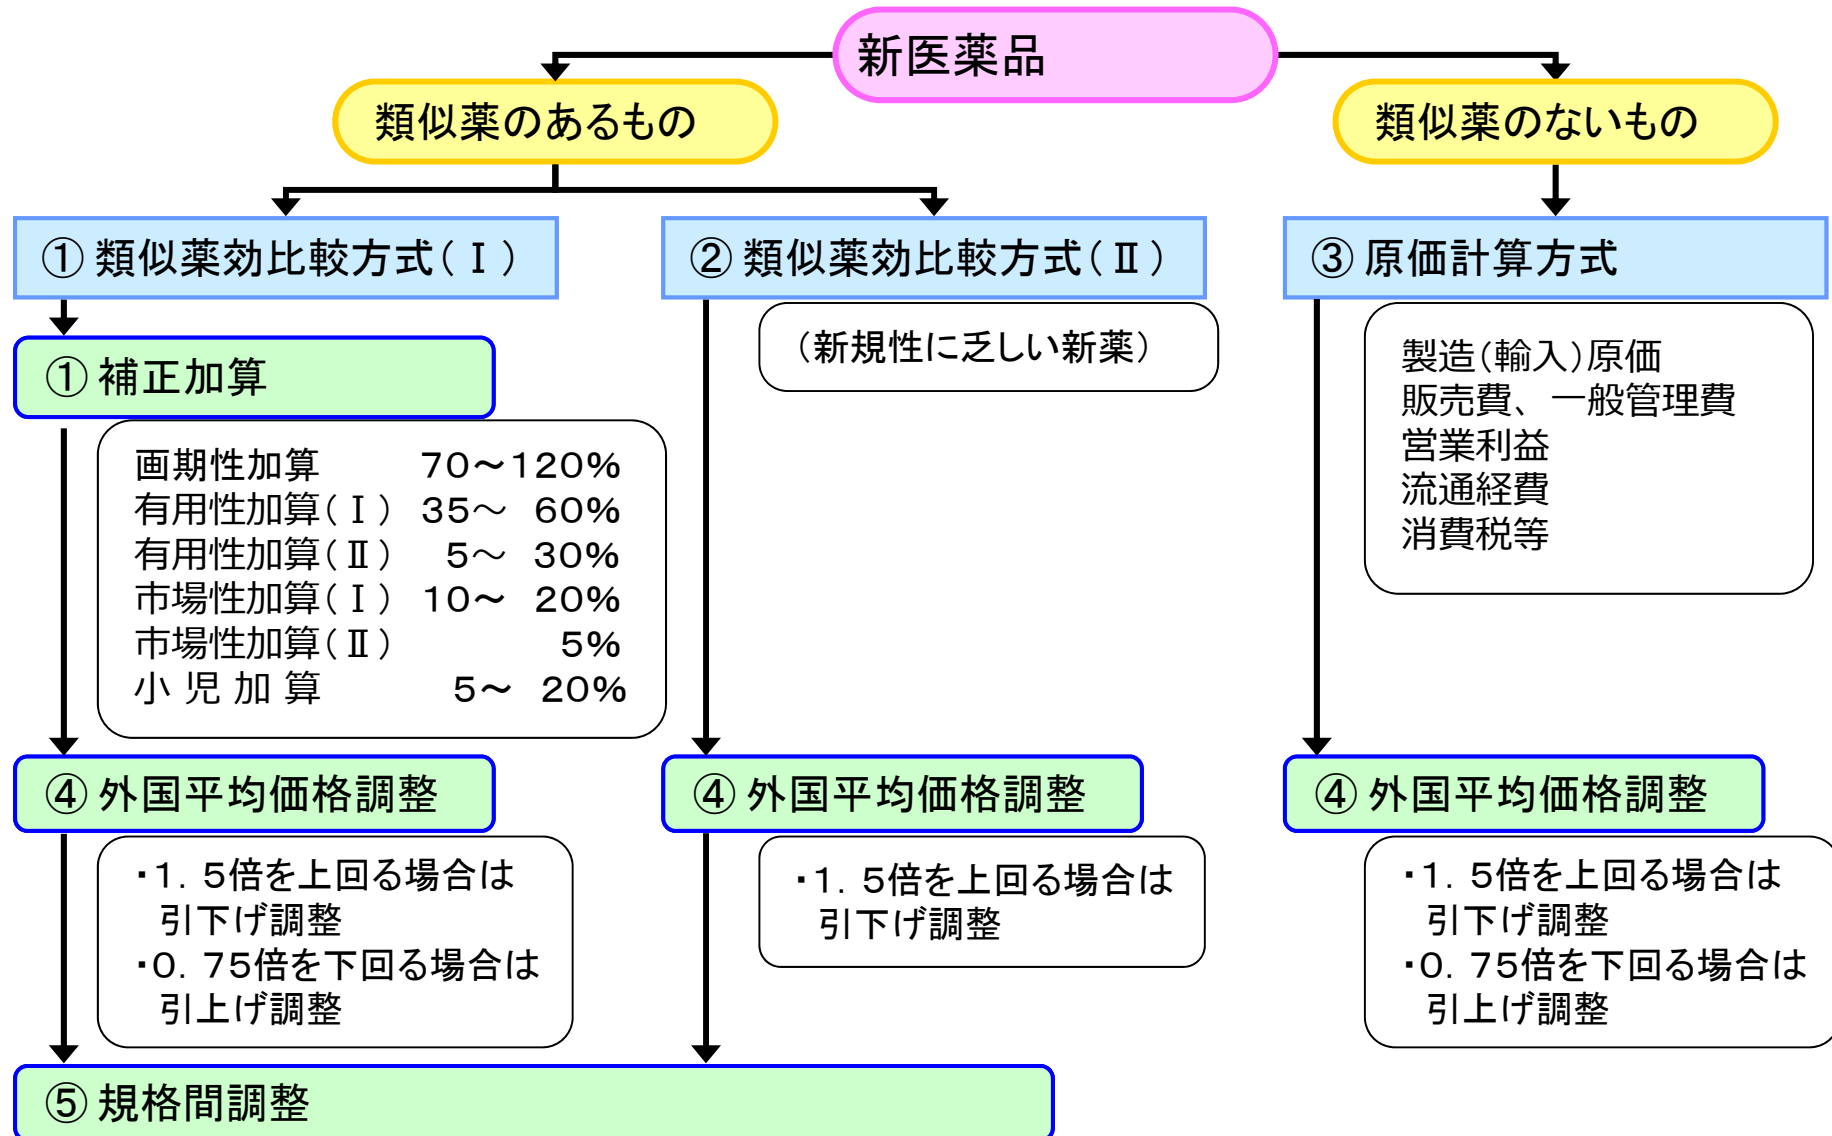 新医薬品
類似薬のあるもの
類似薬のないもの
①類似薬効比較方式(Ⅰ)
②類似薬効比較方式(Ⅱ)
③原価計算方式
(新規性に乏しい新薬)
製造(輸入)原価
販売費、一般管理費
営業利益
流通経費
消費税等
①補正加算
画期性加算 70~120%
有用性加算(Ⅰ) 35~ 60%
有用性加算(Ⅱ) 5~ 30%
市場性加算(Ⅰ) 10~ 20%
市場性加算(Ⅱ) 5%
小児加算 5~ 20%
④外国平均価格調整
④外国平均価格調整
④外国平均価格調整
・1.5倍を上回る場合は
引下げ調整
・0.75倍を下回る場合は
引上げ調整
・1.5倍を上回る場合は
引下げ調整
・1.5倍を上回る場合は
引下げ調整
・0.75倍を下回る場合は
引上げ調整
⑤規格間調整